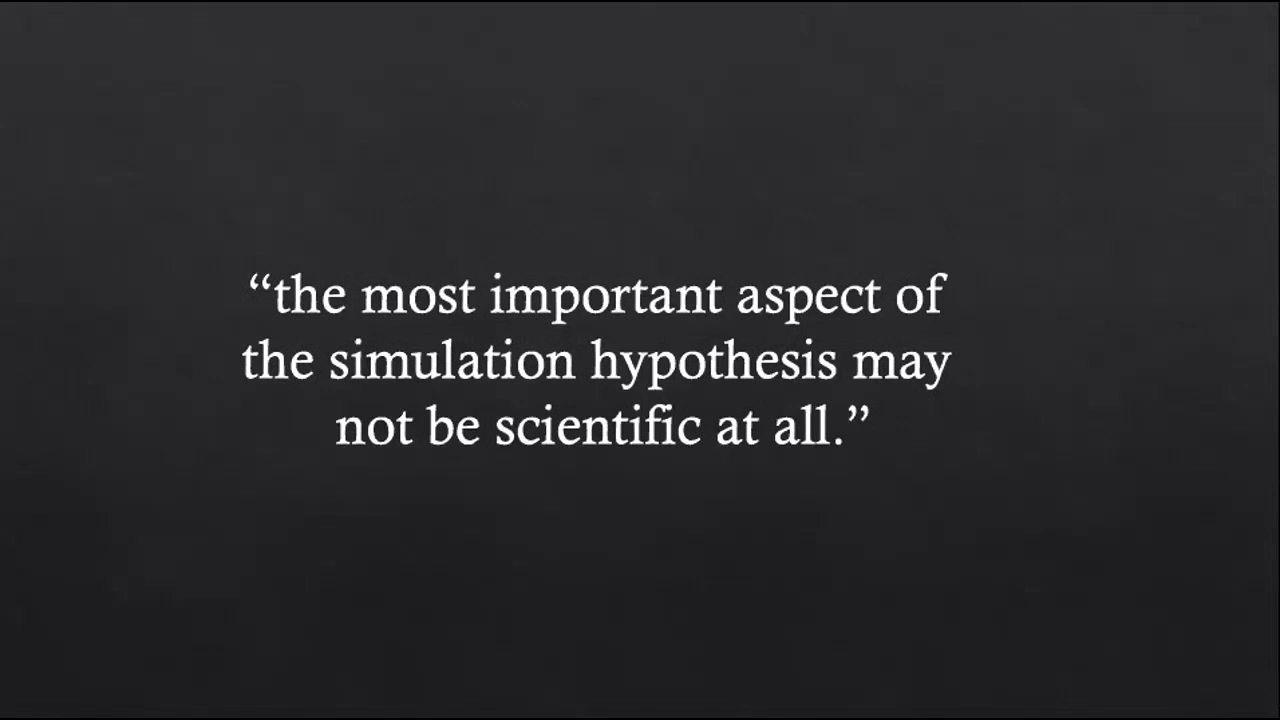 “the most important aspect of
the simulation hypothesis may
not be scientific at all.”